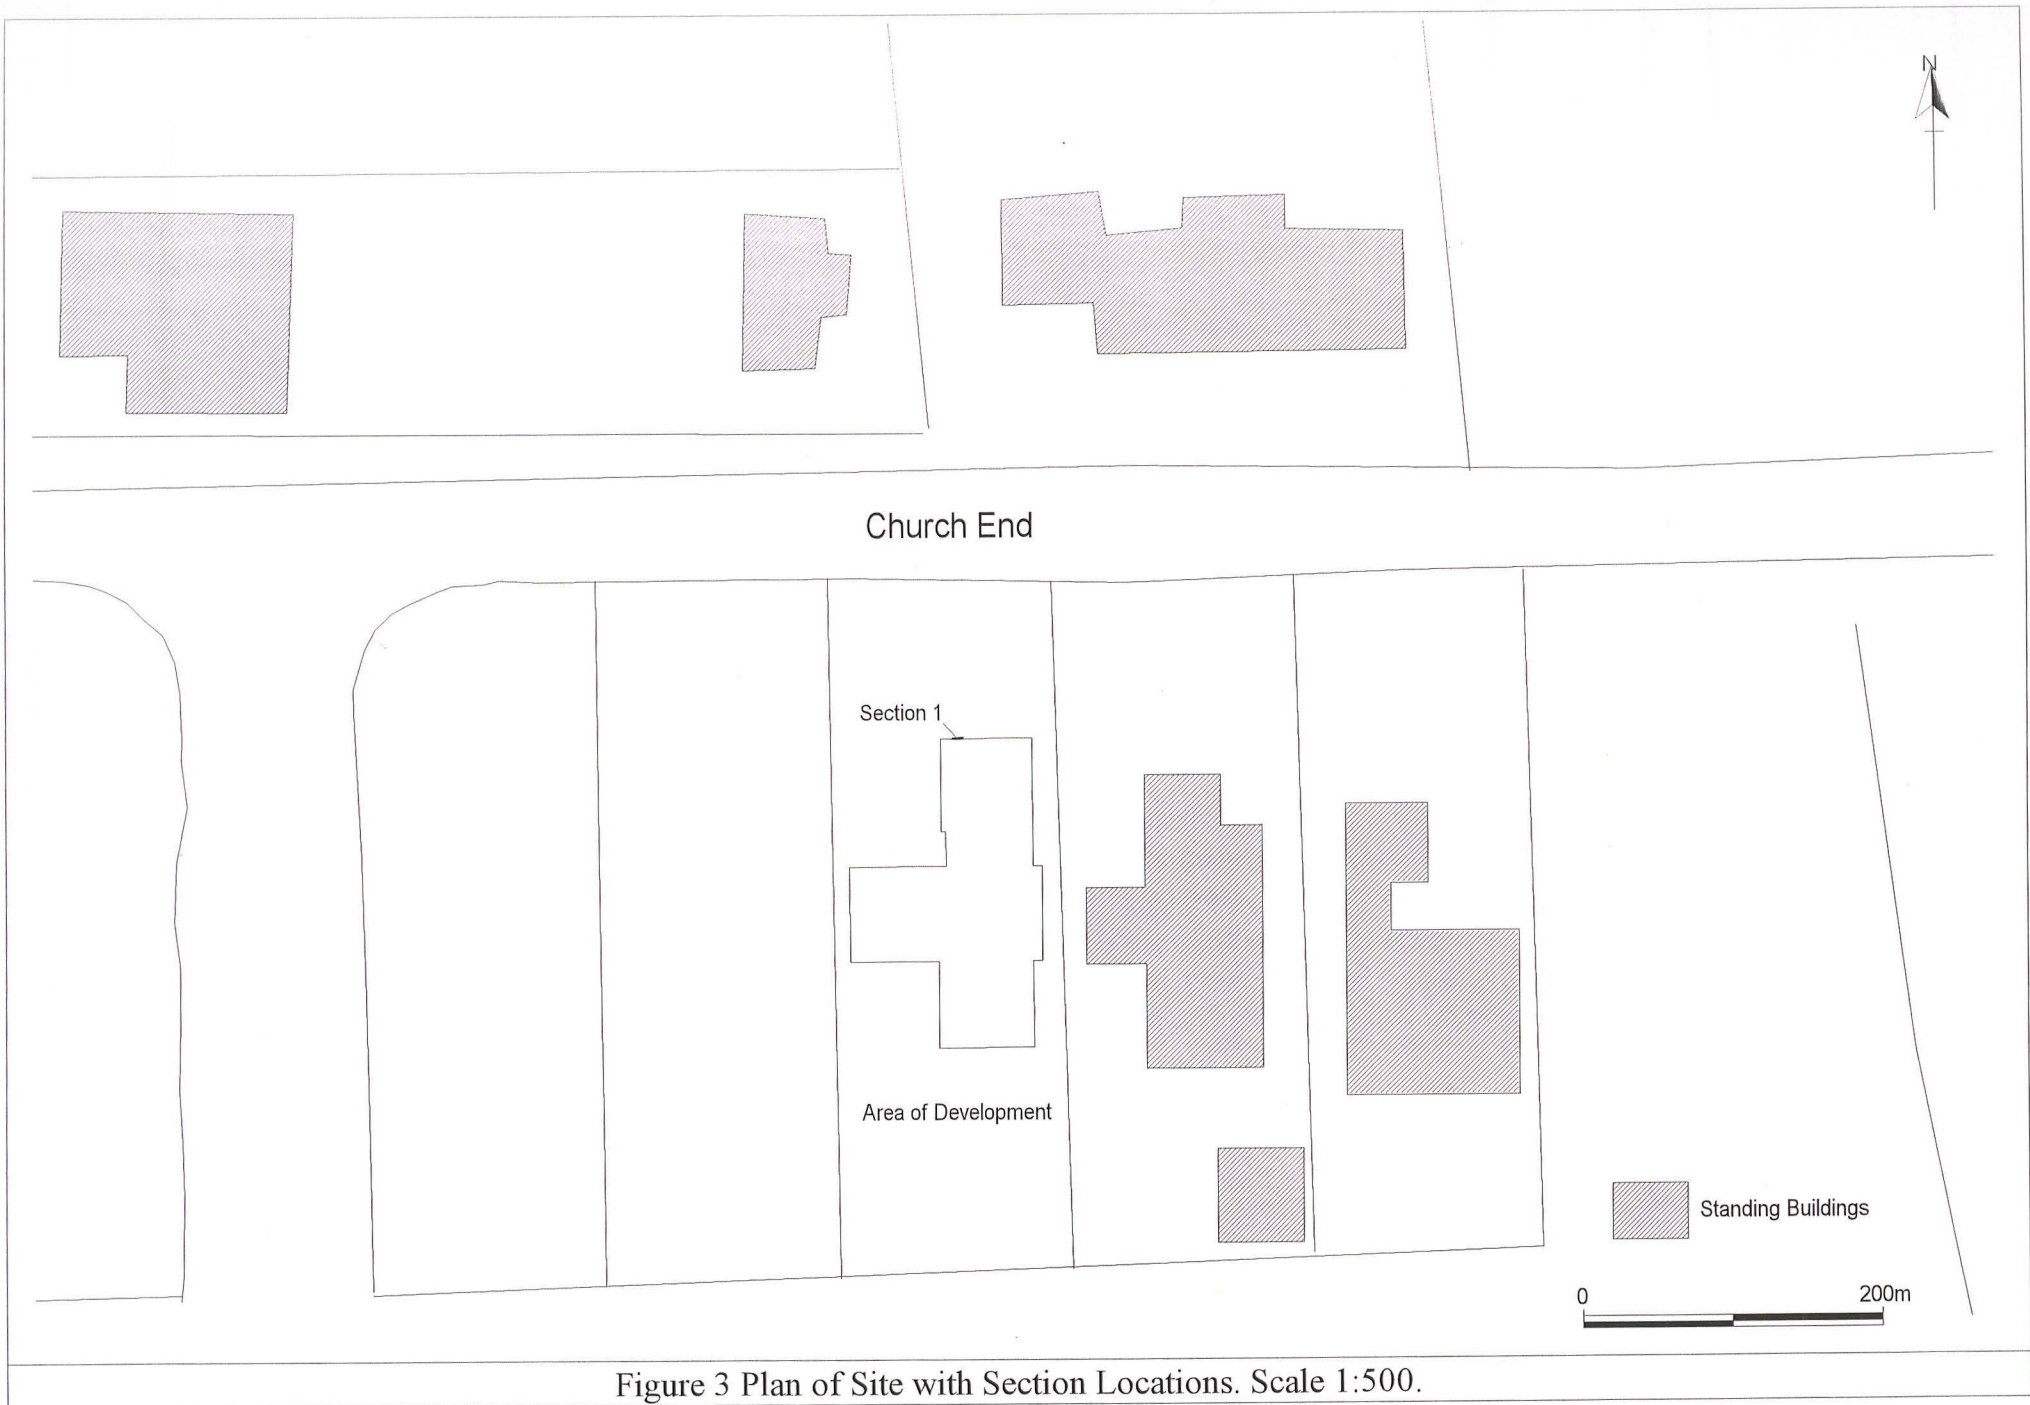 N
Church End
Section 1
Area of Development
Standing Buildings
0 200m
Figure 3 Plan of Site with Section Locations. Scale 1:500.